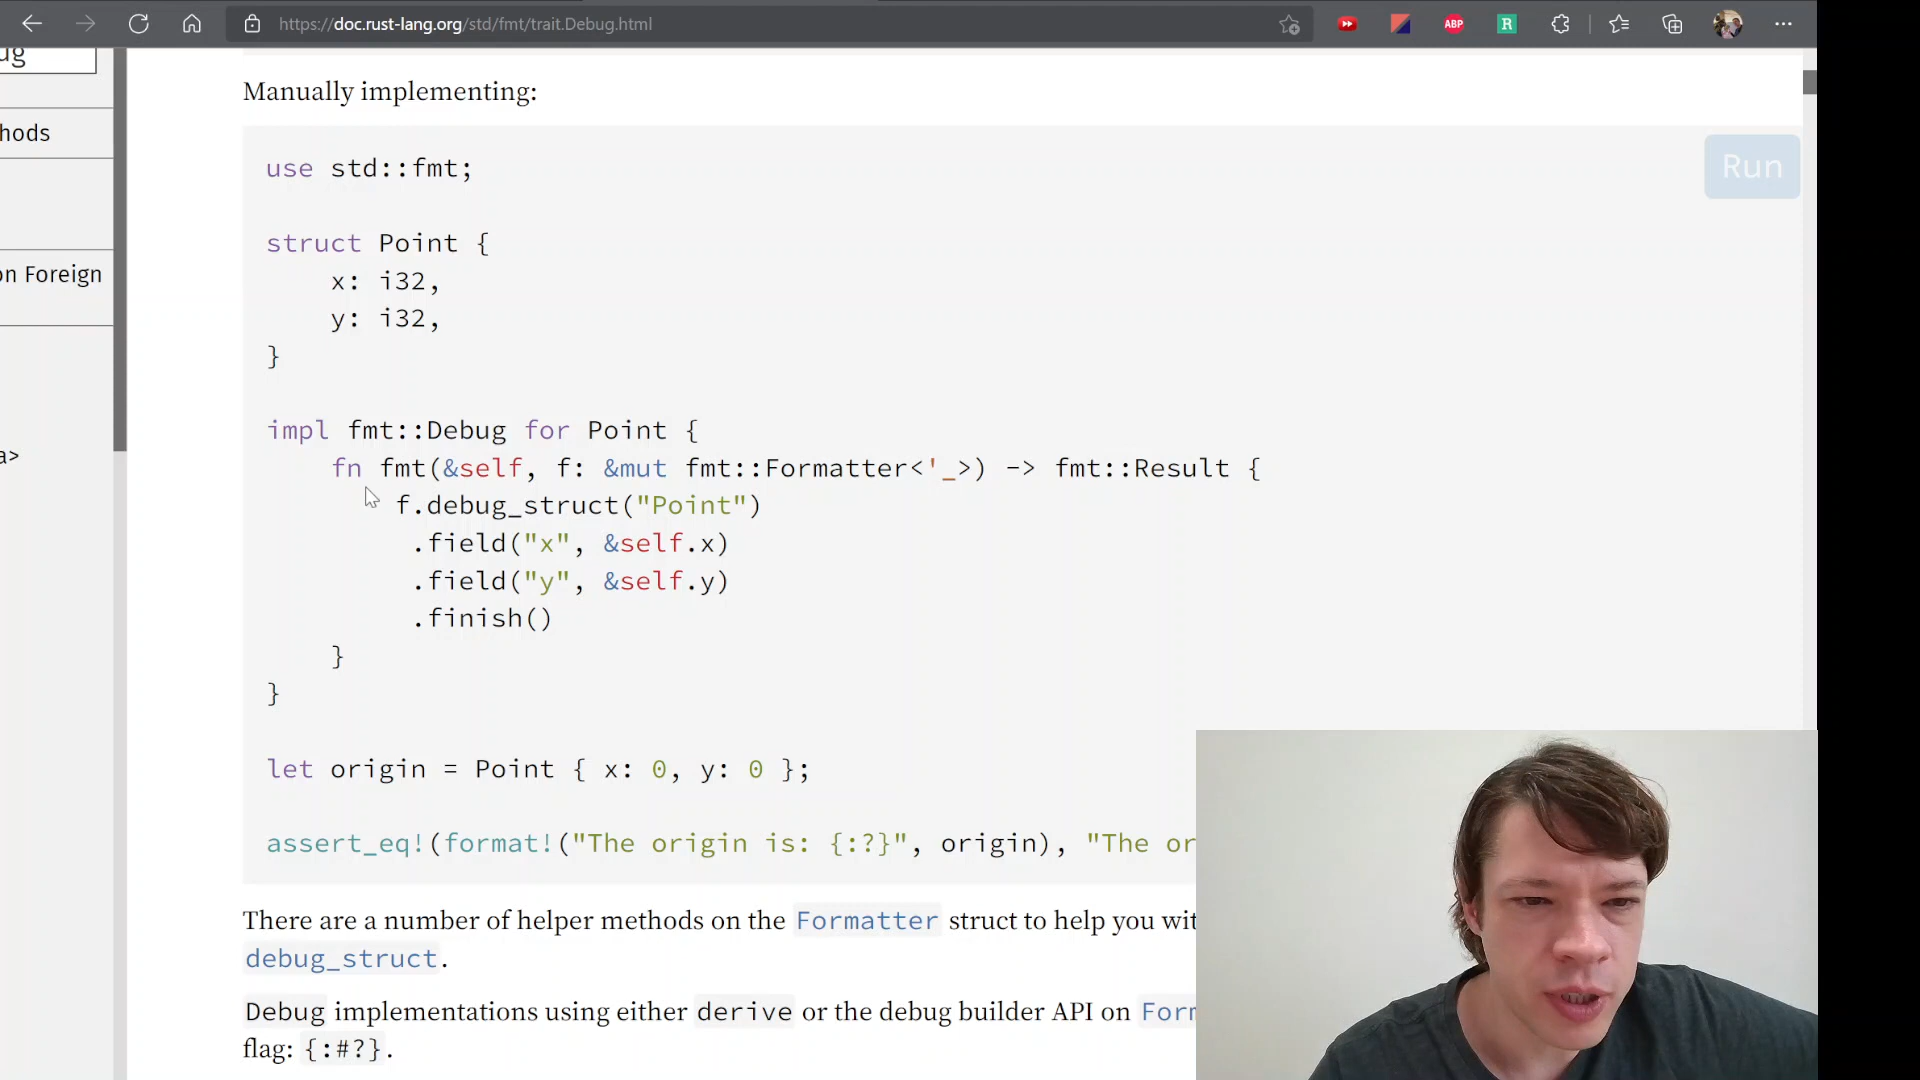 https://doc.rust-lang.org/std/fmt/trait.Debug.html
ABP
R
ug
hods
on Foreign
a>
Manually implementing:
Run
use std::fmt;
struct Point {
x: i32,
y: i32,
}
impl fmt::Debug for Point {
fn fmt(&self, f: &mut fmt::Formatter<'_>) -> fmt::Result {
f.debug_struct("Point")
.field("x", &self.x)
.field("y", &self.y)
.finish()
}
}
let origin = Point { x: 0, y: 0 };
assert_eq!(format!("The origin is: {:?}", origin), "The or
There are a number of helper methods on the Formatter struct to help you wit
debug_struct.
Debug implementations using either derive or the debug builder API on Form
flag: {:#?}.